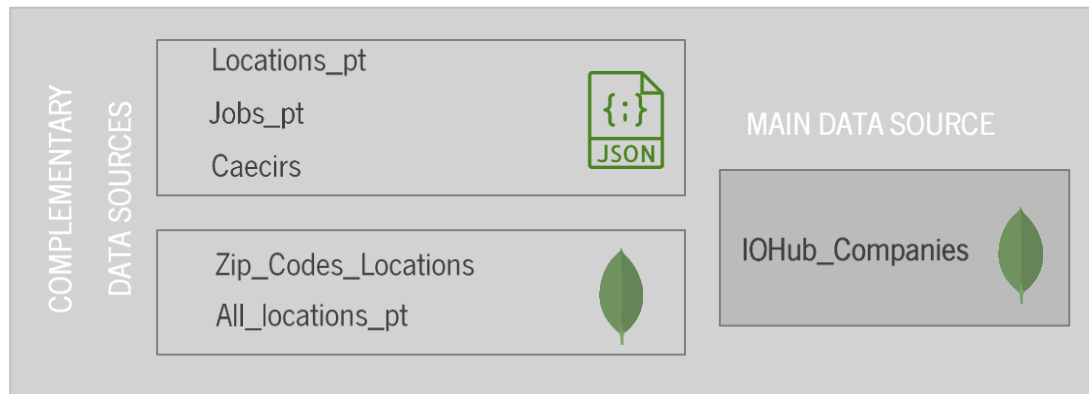 COMPLEMENTARY
DATA SOURCES
Locations_pt
Jobs_pt
Caecirs
{;}
JSON
Zip_Codes_Locations
All_locations_pt
MAIN DATA SOURCE
IOHub_Companies